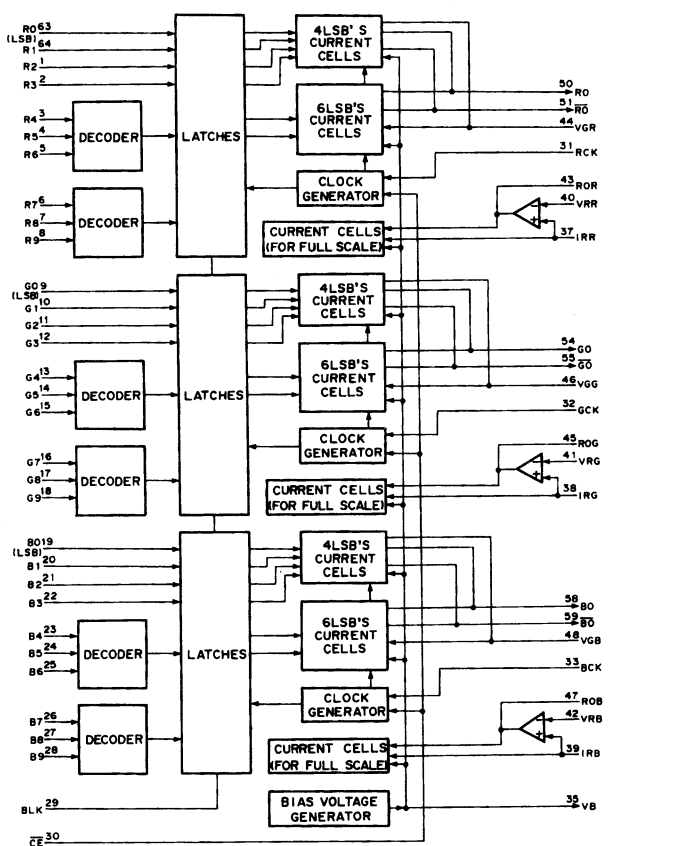 R0 63
(LSB)
R1 64
R2 1
R3 2
R4 3
R5 4
R6 5
DECODER
R7 6
R8 7
R9 8
DECODER
LATCHES
4LSB'S
CURRENT
CELLS
6LSB'S
CURRENT
CELLS
CLOCK
GENERATOR
CURRENT CELLS
(FOR FULL SCALE)
50 RO
51 R̅O̅
44 VGR
31 RCK
43 ROR
40 VRR
37 IRR
G0 9
(LSB)
G1 10
G2 11
G3 12
G4 13
G5 14
G6 15
DECODER
G7 16
G8 17
G9 18
DECODER
LATCHES
4LSB'S
CURRENT
CELLS
6LSB'S
CURRENT
CELLS
CLOCK
GENERATOR
CURRENT CELLS
(FOR FULL SCALE)
54 GO
55 G̅O̅
46 VGG
32 GCK
45 ROG
41 VRG
38 IRG
B0 19
(LSB)
B1 20
B2 21
B3 22
B4 23
B5 24
B6 25
DECODER
B7 26
B8 27
B9 28
DECODER
LATCHES
4LSB'S
CURRENT
CELLS
6LSB'S
CURRENT
CELLS
CLOCK
GENERATOR
CURRENT CELLS
(FOR FULL SCALE)
58 BO
59 B̅O̅
48 VGB
33 BCK
47 ROB
42 VRB
39 IRB
BLK 29
BIAS VOLTAGE
GENERATOR
35 VB
C̅E̅ 30